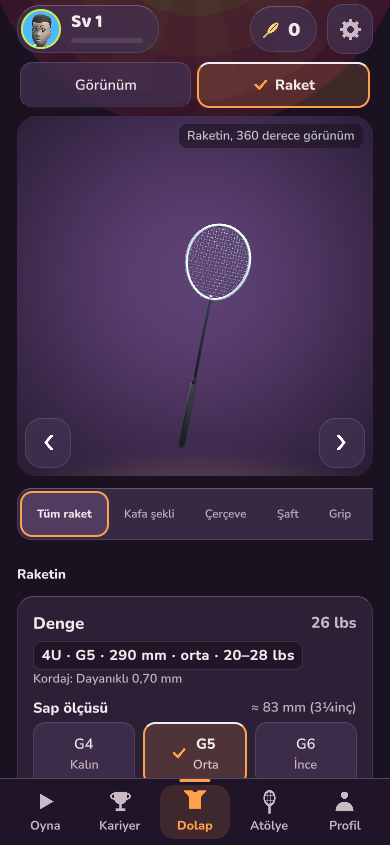 Sv 1
0
Görünüm
Raket
Raketin, 360 derece görünüm
Tüm raket
Kafa şekli
Çerçeve
Şaft
Grip
Raketin
Denge
26 lbs
4U · G5 · 290 mm · orta · 20–28 lbs
Kordaj: Dayanıklı 0,70 mm
Sap ölçüsü
≈ 83 mm (3¼inç)
G4
Kalın
G5
Orta
G6
İnce
Oyna
Kariyer
Dolap
Atölye
Profil